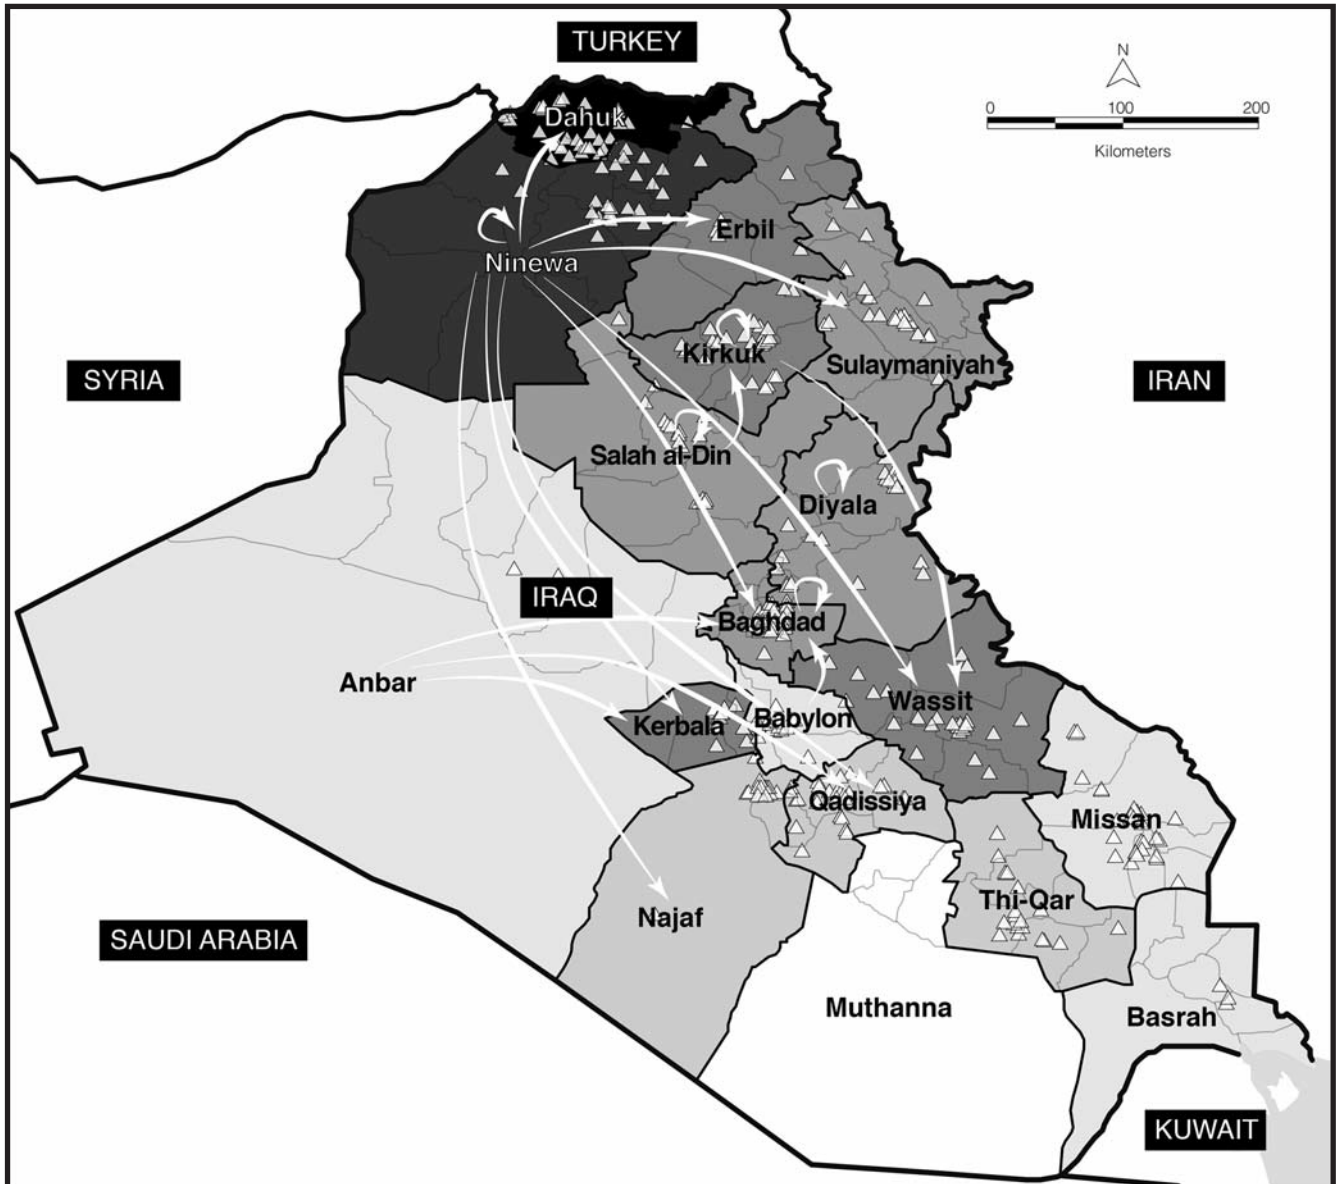 TURKEY
N
0 100 200
Kilometers
Dahuk
Erbil
Ninewa
Kirkuk
Sulaymaniyah
SYRIA
IRAN
Salah al-Din
Diyala
IRAQ
Baghdad
Anbar
Wassit
Kerbala
Babylon
Qadissiya
Missan
Thi-Qar
Najaf
SAUDI ARABIA
Muthanna
Basrah
KUWAIT